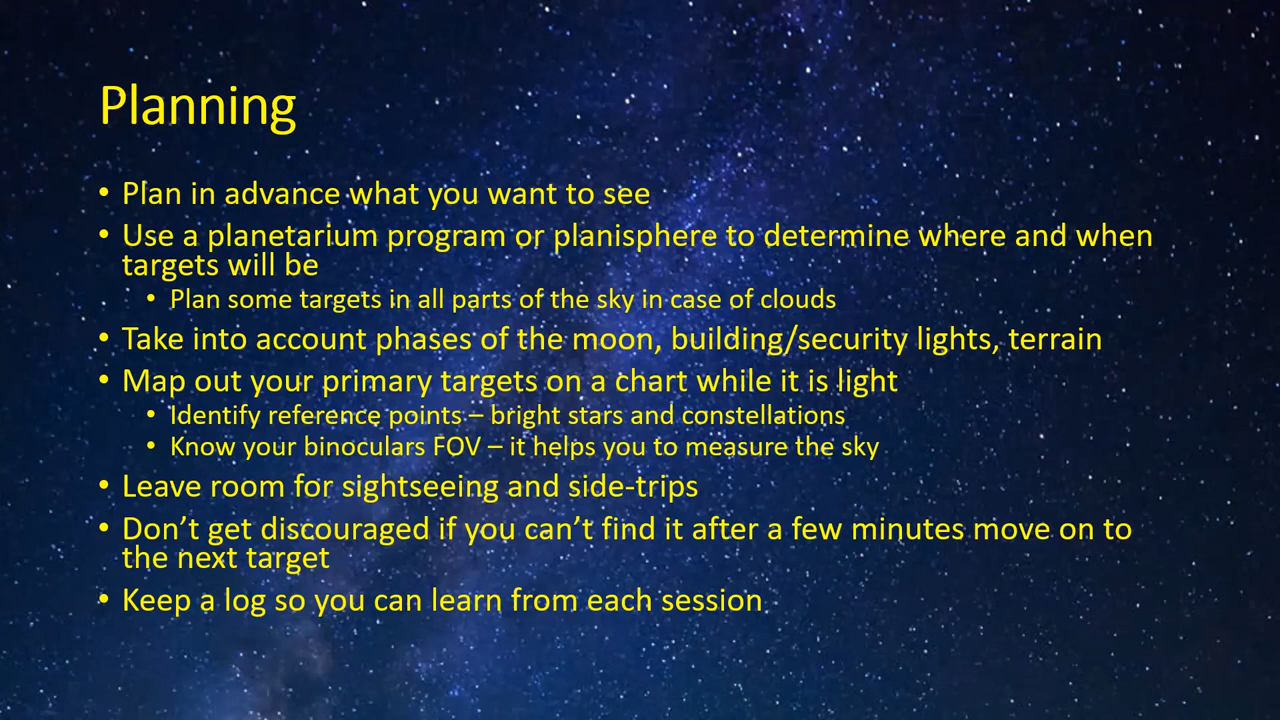 Planning
• Plan in advance what you want to see
• Use a planetarium program or planisphere to determine where and when
targets will be
• Plan some targets in all parts of the sky in case of clouds
• Take into account phases of the moon, building/security lights, terrain
• Map out your primary targets on a chart while it is light
• Identify reference points – bright stars and constellations
• Know your binoculars FOV – it helps you to measure the sky
• Leave room for sightseeing and side-trips
• Don’t get discouraged if you can’t find it after a few minutes move on to
the next target
• Keep a log so you can learn from each session